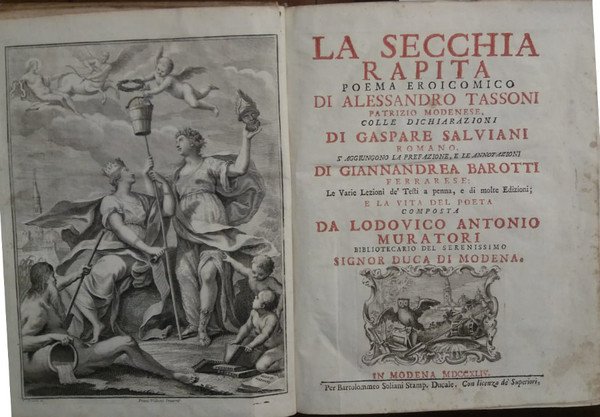 LA SECCHIA
RAPITA
POEMA EROICOMICO
DI ALESSANDRO TASSONI
PATRIZIO MODENESE,
COLLE DICHIARAZIONI
DI GASPARE SALVIANI
ROMANO,
S'AGGIUNGONO LA PREFAZIONE, E LE ANNOTAZIONI
DI GIANNANDREA BAROTTI
FERRARESE;
Le Varie Lezioni de' Testi a penna, e di molte Edizioni;
E LA VITA DEL POETA
COMPOSTA
DA LODOVICO ANTONIO
MURATORI
BIBLIOTECARIO DEL SERENISSIMO
SIGNOR DUCA DI MODENA.
IN MODENA MDCCXLIV.
Per Bartolommeo Soliani Stamp. Ducale. Con licenza de' Superiori.